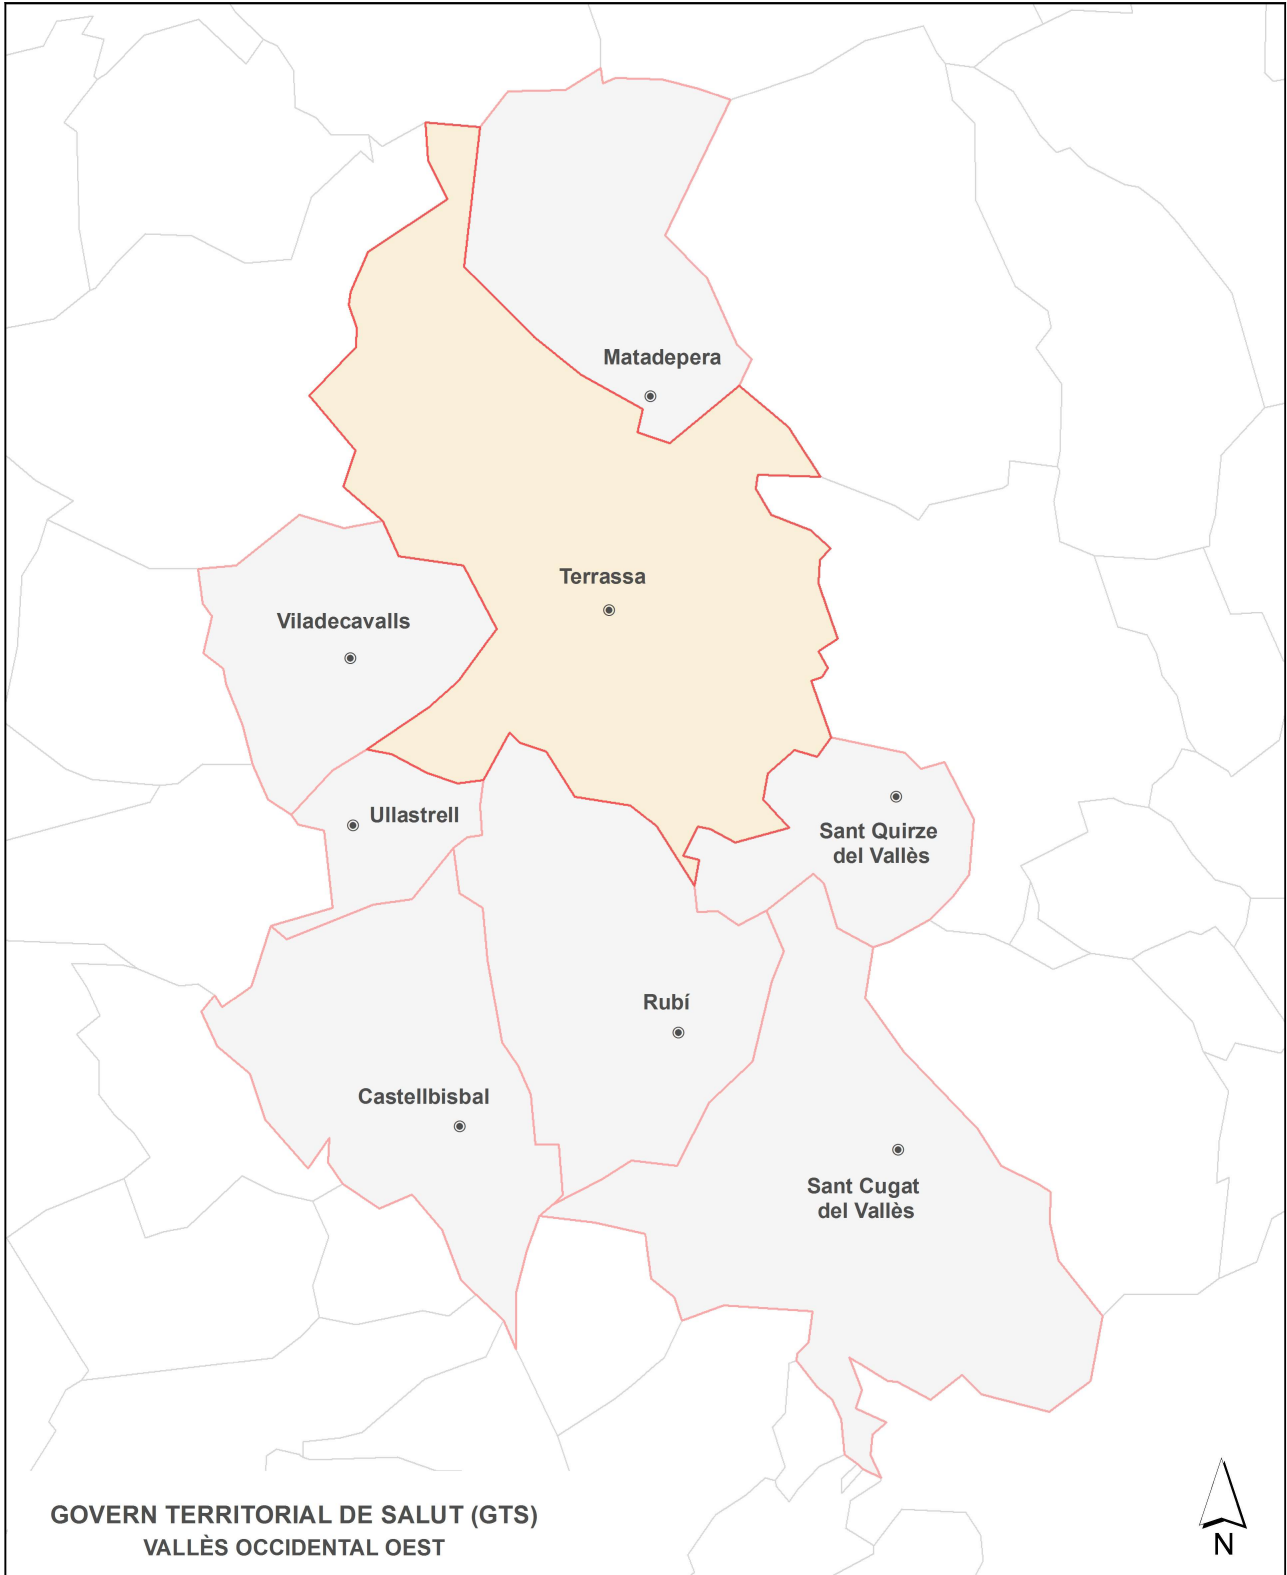 Matadepera
Terrassa
Viladecavalls
Ullastrell
Sant Quirze
del Vallès
Rubí
Castellbisbal
Sant Cugat
del Vallès
GOVERN TERRITORIAL DE SALUT (GTS)
VALLÈS OCCIDENTAL OEST
N